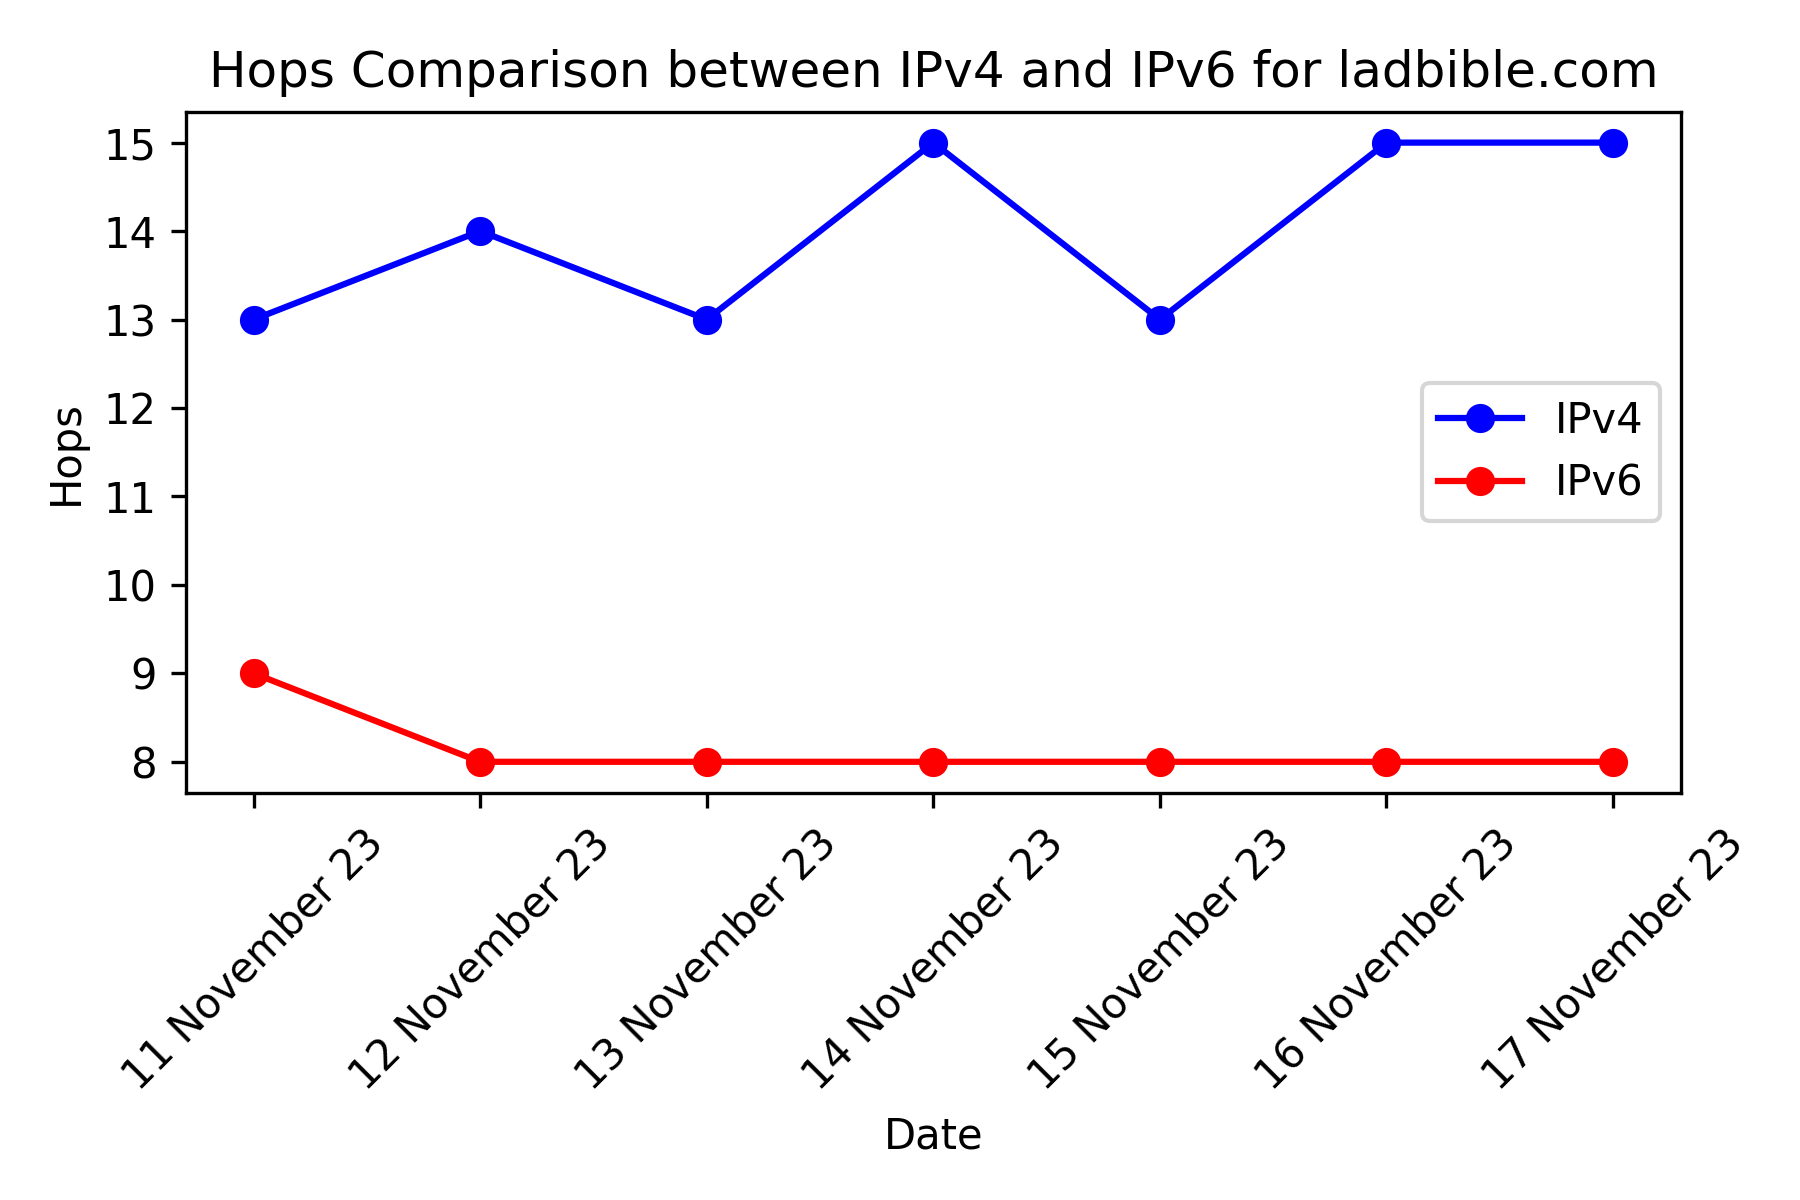 Hops Comparison between IPv4 and IPv6 for ladbible.com
Hops
15
14
13
12
11
10
9
8
IPv4
IPv6
11 November 23
12 November 23
13 November 23
14 November 23
15 November 23
16 November 23
17 November 23
Date